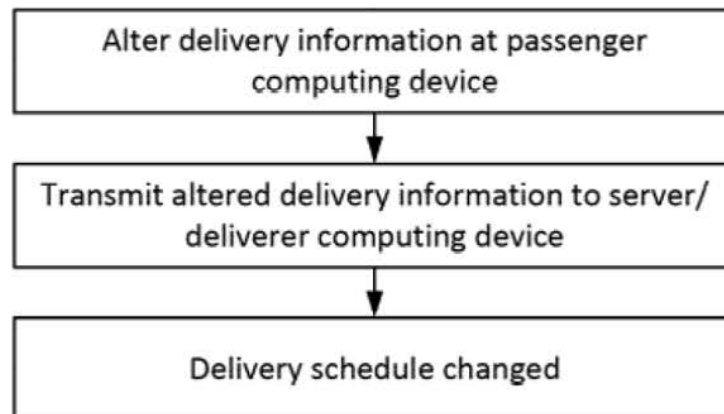 Alter delivery information at passenger
computing device
Transmit altered delivery information to server/
deliverer computing device
Delivery schedule changed